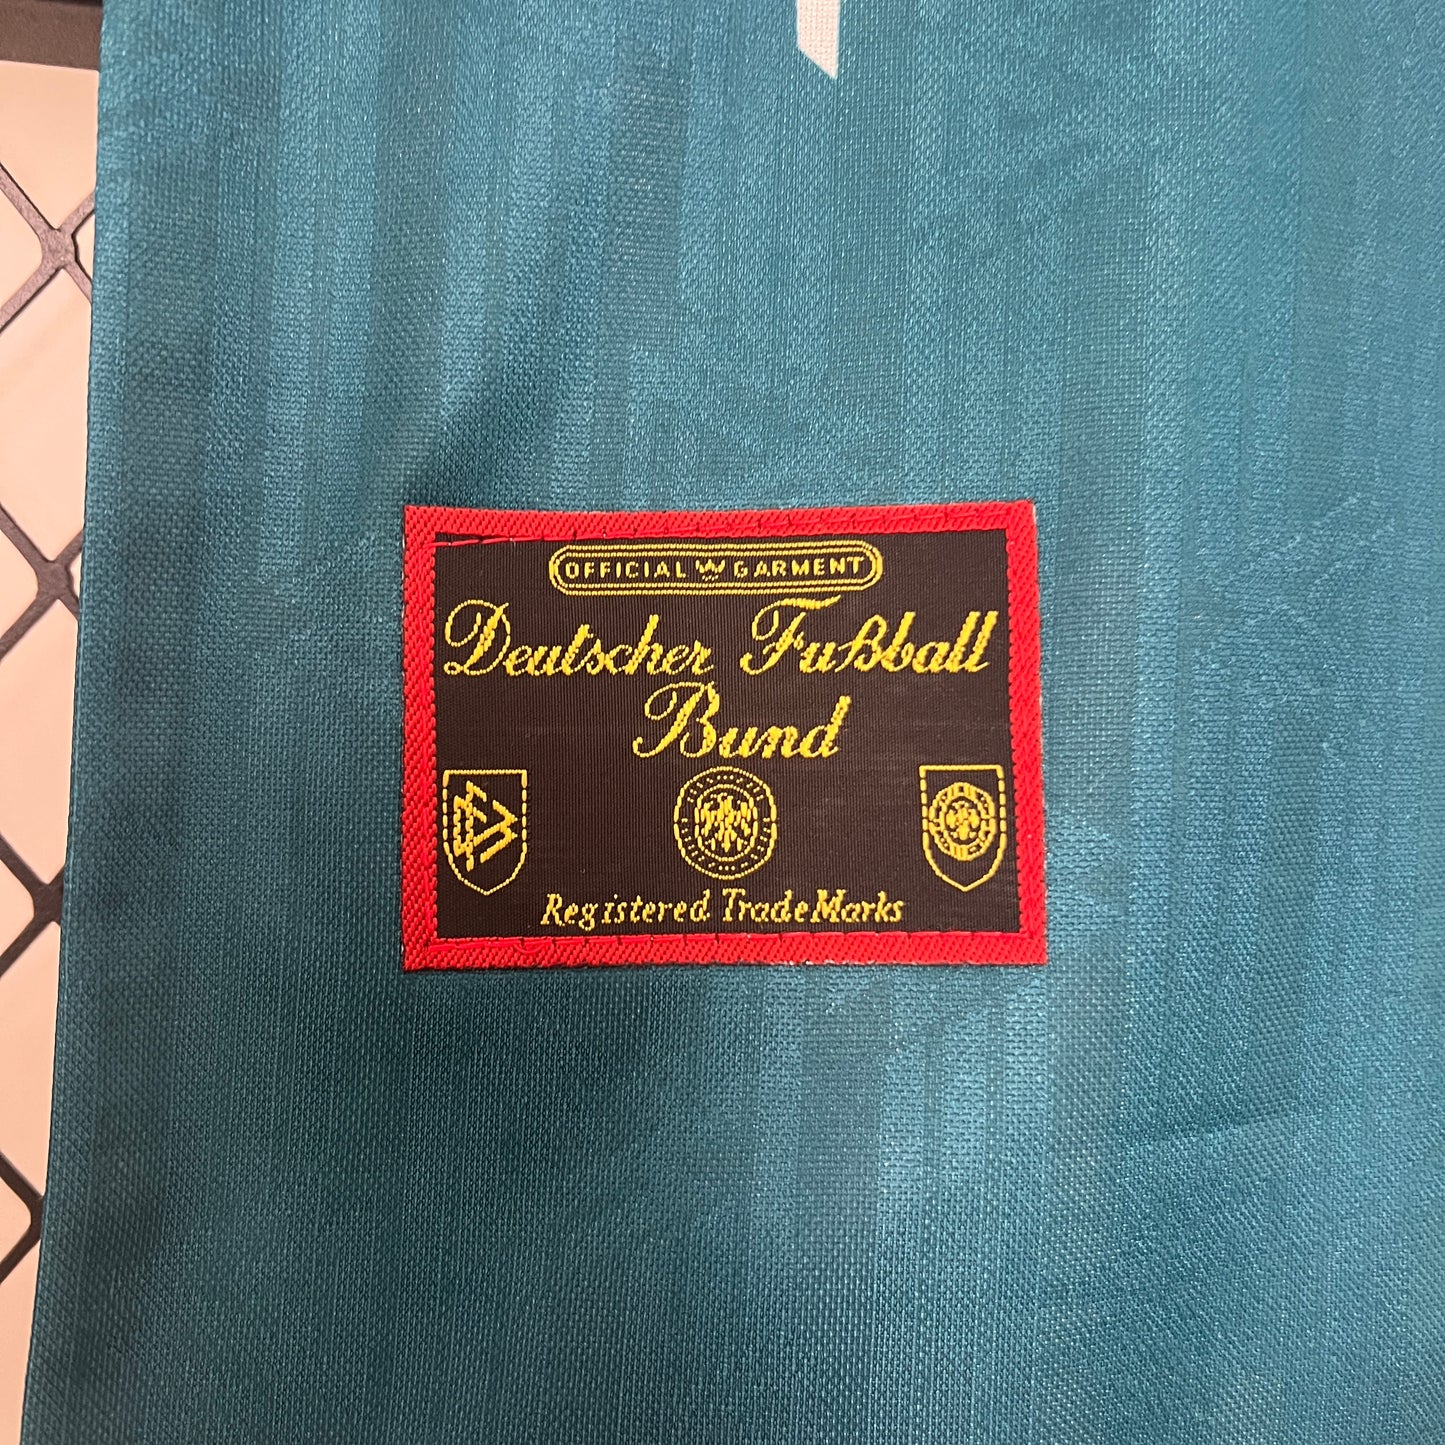 OFFICIAL GARMENT
Deutscher Fußball
Bund
Registered TradeMarks